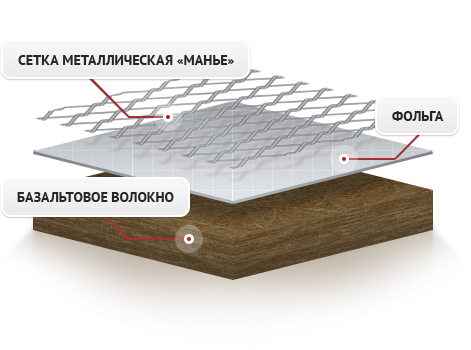 СЕТКА МЕТАЛЛИЧЕСКАЯ «МАНЬЕ»
ФОЛЬГА
БАЗАЛЬТОВОЕ ВОЛОКНО